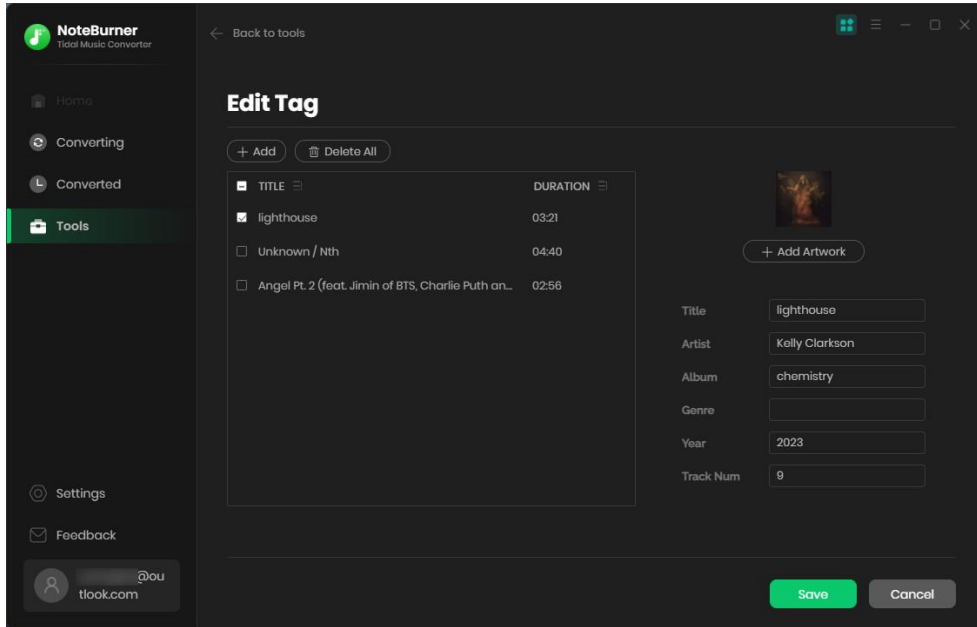 NoteBurner
Tidal Music Converter
Back to tools
Home
Converting
Converted
Tools
Settings
Feedback
@ou
tlook.com
Edit Tag
+ Add
Delete All
TITLE DURATION
lighthouse 03:21
Unknown / Nth 04:40
Angel Pt. 2 (feat. Jimin of BTS, Charlie Puth an... 02:56
+ Add Artwork
Title lighthouse
Artist Kelly Clarkson
Album chemistry
Genre
Year 2023
Track Num 9
Save
Cancel